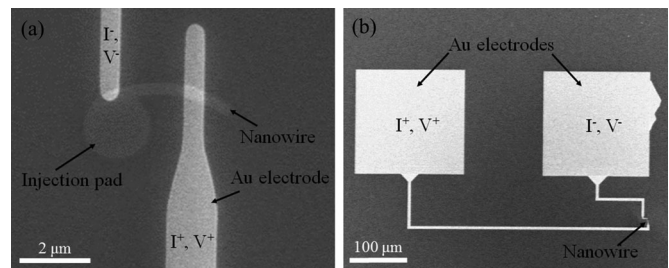 (a)
I⁻,
V⁻
Nanowire
Injection pad
Au electrode
I⁺, V⁺
2 μm
(b)
Au electrodes
I⁺, V⁺
I⁻, V⁻
Nanowire
100 μm